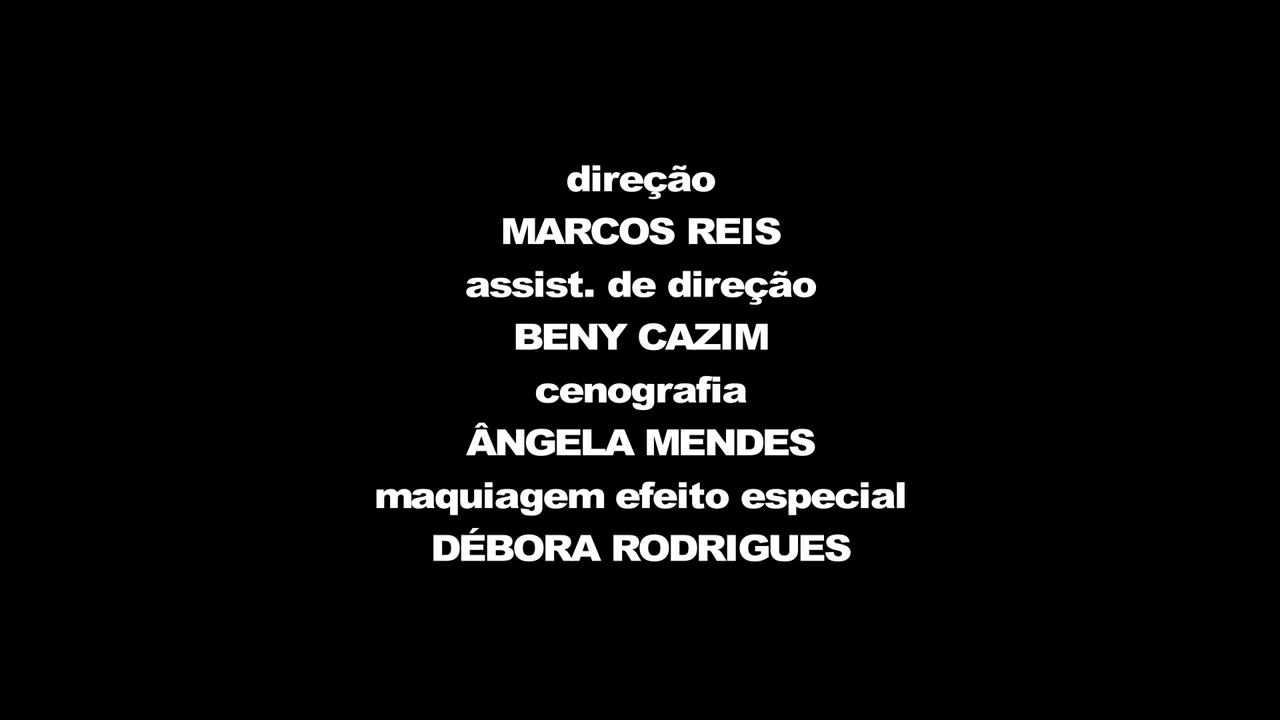 direção
MARCOS REIS
assist. de direção
BENY CAZIM
cenografia
ÂNGELA MENDES
maquiagem efeito especial
DÉBORA RODRIGUES